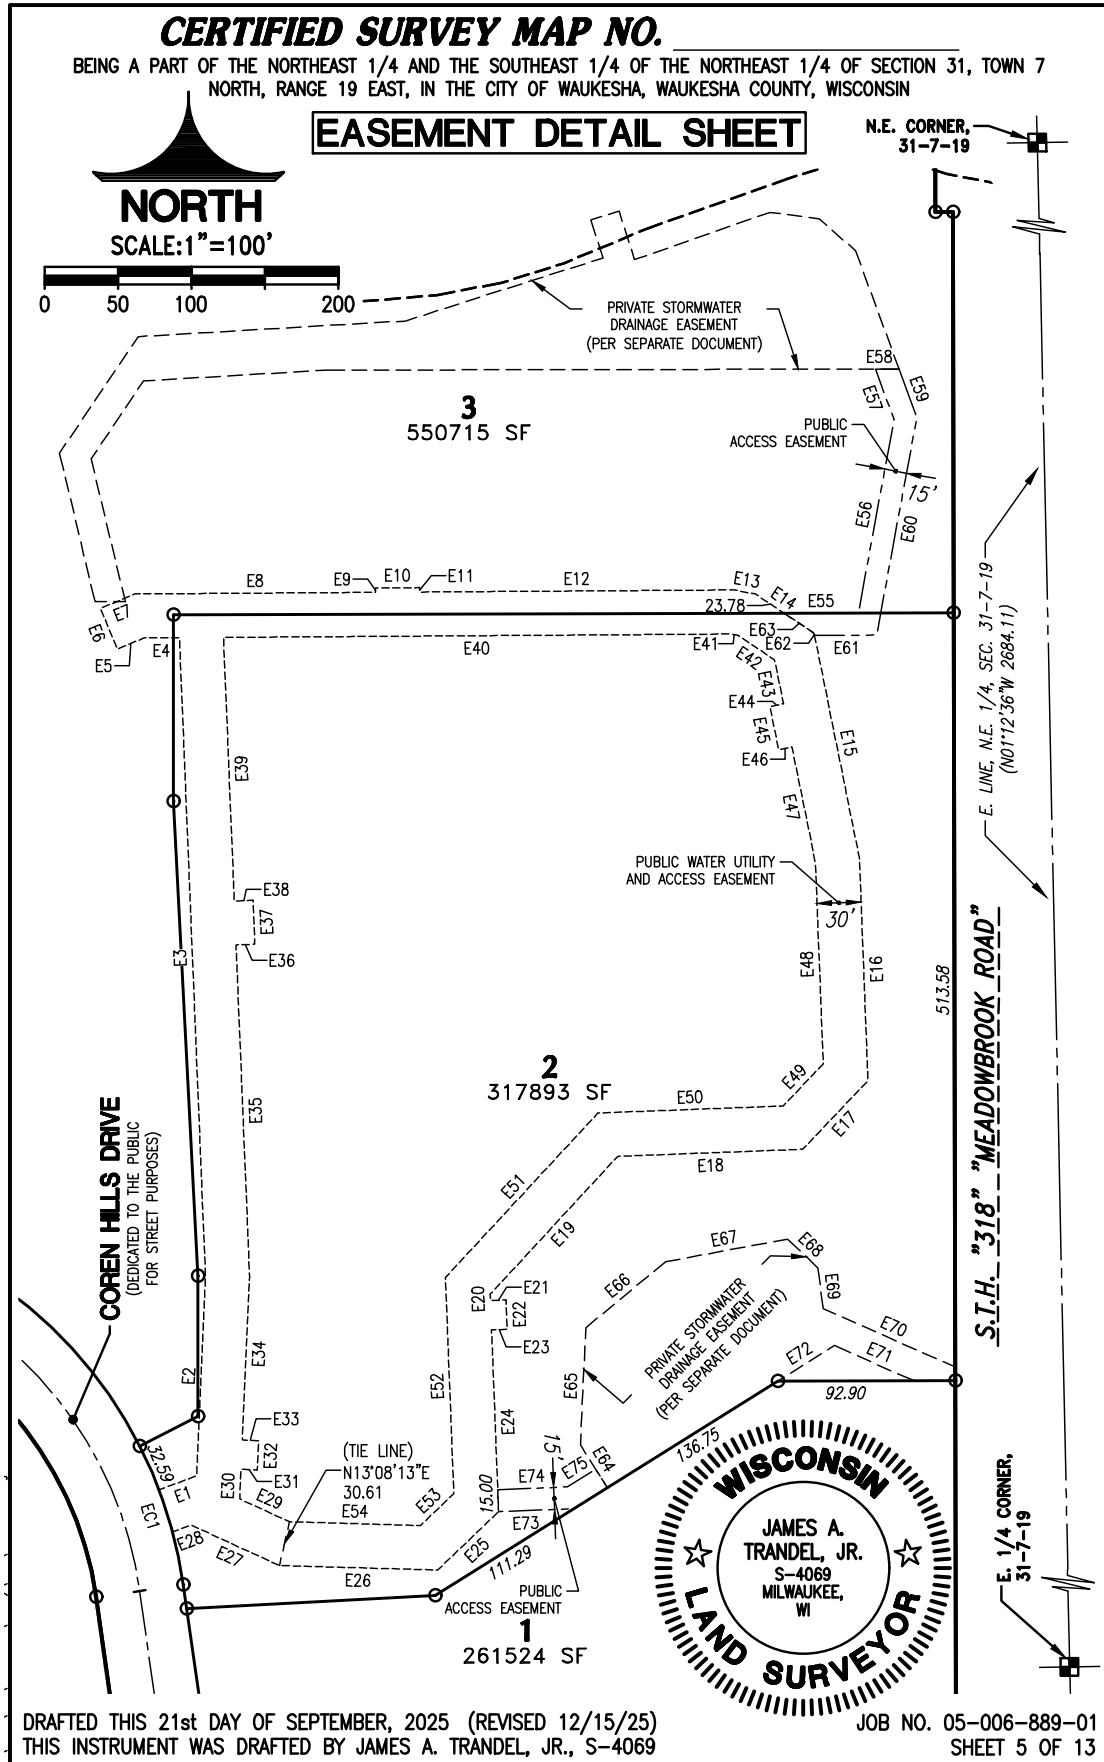 CERTIFIED SURVEY MAP NO.
BEING A PART OF THE NORTHEAST 1/4 AND THE SOUTHEAST 1/4 OF THE NORTHEAST 1/4 OF SECTION 31, TOWN 7
NORTH, RANGE 19 EAST, IN THE CITY OF WAUKESHA, WAUKESHA COUNTY, WISCONSIN
EASEMENT DETAIL SHEET
N.E. CORNER,
31-7-19
NORTH
SCALE:1"=100'
0 50 100 200
PRIVATE STORMWATER
DRAINAGE EASEMENT
(PER SEPARATE DOCUMENT)
E58
E59
E57
3
550715 SF
PUBLIC
ACCESS EASEMENT
15'
E56
E60
E8
E9
E10
E11
E12
E13
E14
E55
23.78
E7
E6
E5
E4
E40
E41
E63
E62
E61
E42
E43
E44
E45
E46
E15
E39
E47
E. LINE, N.E. 1/4, SEC. 31-7-19
(N01°12'36"W 2684.11)
PUBLIC WATER UTILITY
AND ACCESS EASEMENT
30'
E38
E37
E36
E3
E48
E16
513.58
S.T.H. "318" "MEADOWBROOK ROAD"
2
317893 SF
E49
E50
E17
E35
E18
E51
E19
COREN HILLS DRIVE
(DEDICATED TO THE PUBLIC
FOR STREET PURPOSES)
E67
E68
E66
E69
E70
E20
E21
E22
E23
PRIVATE STORMWATER
DRAINAGE EASEMENT
(PER SEPARATE DOCUMENT)
E72
E71
92.90
E65
E34
E2
E52
E24
E33
E32
E31
E30
E29
32.59
E1
EC1
(TIE LINE)
N13°08'13"E
30.61
E54
E53
15.00
E74
15'
E75
E64
136.75
E73
E28
E27
E25
E26
111.29
PUBLIC
ACCESS EASEMENT
1
261524 SF
WISCONSIN
JAMES A.
TRANDEL, JR.
S-4069
MILWAUKEE,
WI
LAND SURVEYOR
E. 1/4 CORNER,
31-7-19
DRAFTED THIS 21st DAY OF SEPTEMBER, 2025 (REVISED 12/15/25)
THIS INSTRUMENT WAS DRAFTED BY JAMES A. TRANDEL, JR., S-4069
JOB NO. 05-006-889-01
SHEET 5 OF 13